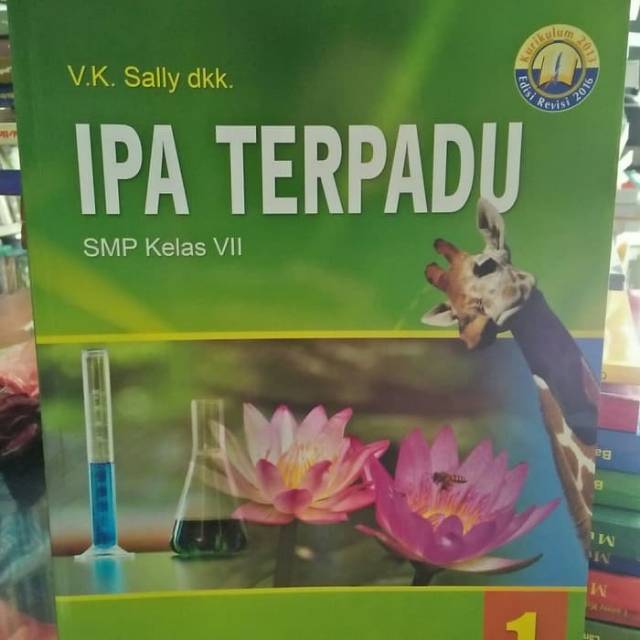 V.K. Sally dkk.
Kurikulum 2013
Edisi Revisi 2016
IPA TERPADU
SMP Kelas VII
1